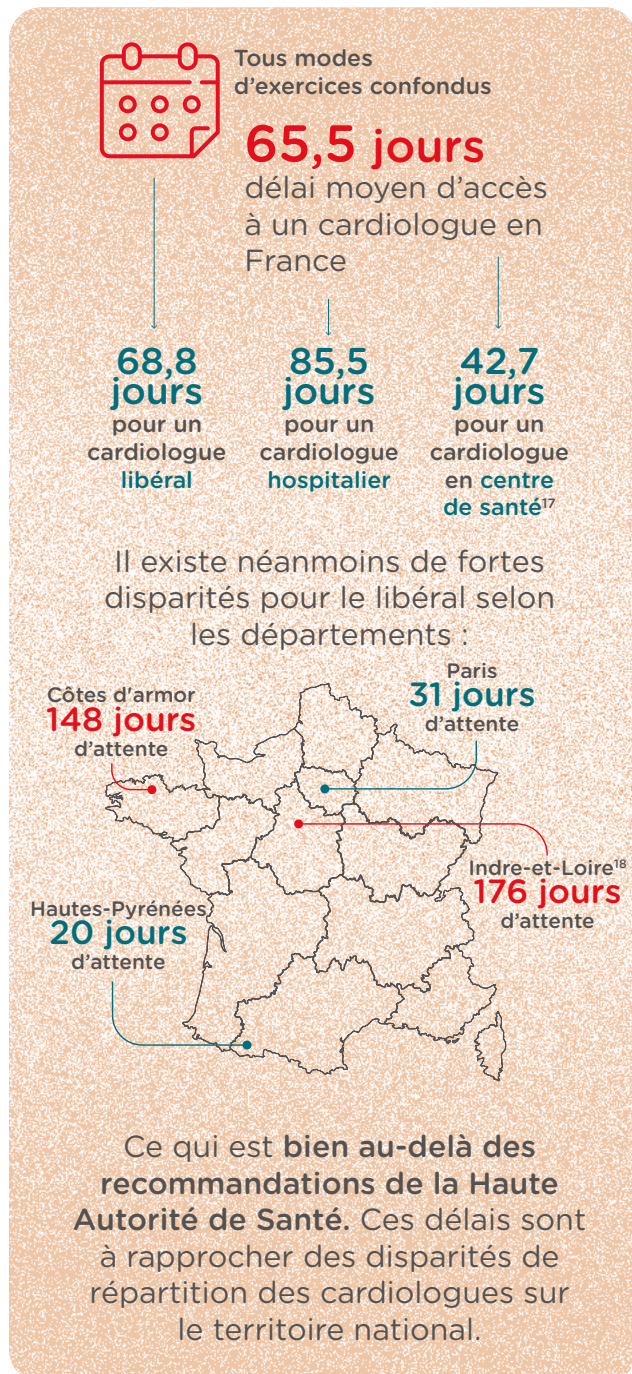 Tous modes
d'exercices confondus
65,5 jours
délai moyen d'accès
à un cardiologue en
France
68,8
jours
pour un
cardiologue
libéral
85,5
jours
pour un
cardiologue
hospitalier
42,7
jours
pour un
cardiologue
en centre
de santé¹⁷
Il existe néanmoins de fortes
disparités pour le libéral selon
les départements :
Côtes d'armor
148 jours
d'attente
Paris
31 jours
d'attente
Indre-et-Loire¹⁸
176 jours
d'attente
Hautes-Pyrénées
20 jours
d'attente
Ce qui est bien au-delà des
recommandations de la Haute
Autorité de Santé. Ces délais sont
à rapprocher des disparités de
répartition des cardiologues sur
le territoire national.